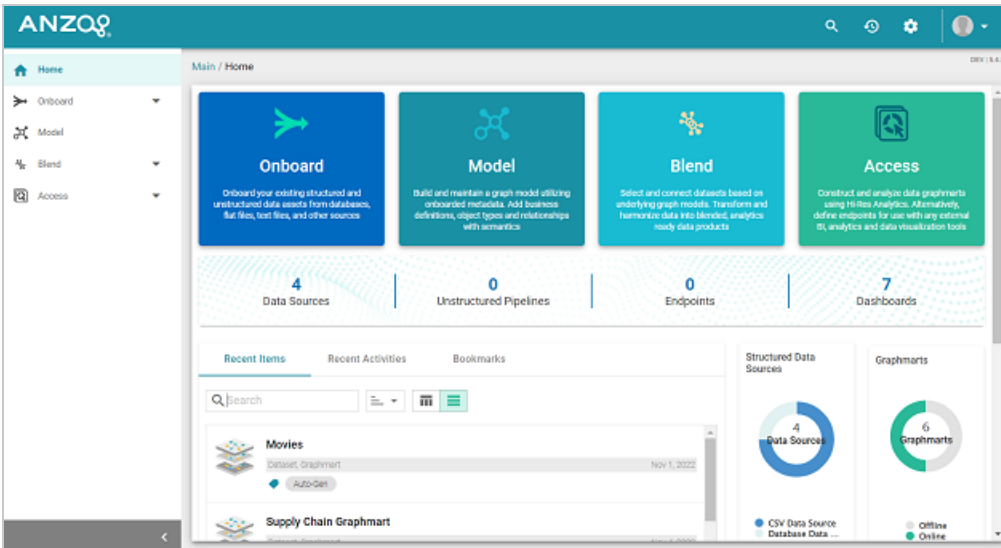 ANZO
Home
Main / Home
Onboard
Model
Blend
Access
Onboard
Onboard your existing structured and
unstructured data assets from databases,
flat files, text files, and other sources
Model
Build and maintain a graph model utilizing
onboarded metadata. Add business
definitions, object types and relationships
with semantics
Blend
Select and connect datasets based on
underlying graph models. Transform and
harmonize data into blended, analytics
ready data products
Access
Construct and analyze data graphmarts
using Hi-Res Analytics. Alternatively,
define endpoints for use with any external
BI, analytics and data visualization tools
4
Data Sources
0
Unstructured Pipelines
0
Endpoints
7
Dashboards
Recent Items
Recent Activities
Bookmarks
Search
Movies
Dataset, Graphmart
Nov 1, 2022
Auto-Gen
Supply Chain Graphmart
Structured Data
Sources
4
Data Sources
CSV Data Source
Database Data ...
Graphmarts
6
Graphmarts
Offline
Online